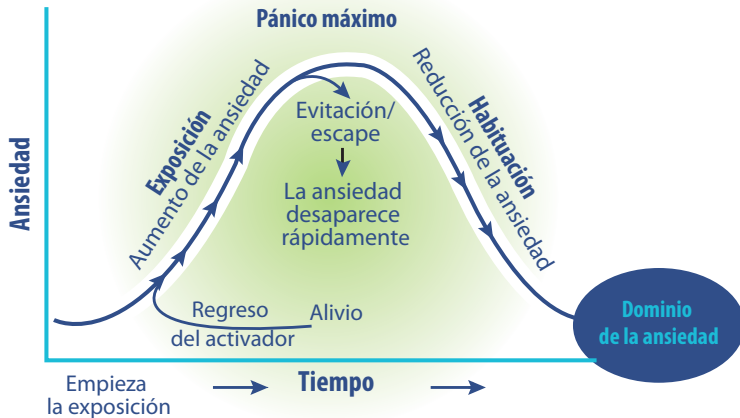 Pánico máximo
Ansiedad
Exposición
Aumento de la ansiedad
Evitación/
escape
La ansiedad
desaparece
rápidamente
Reducción de la ansiedad
Habituación
Regreso
del activador
Alivio
Dominio
de la ansiedad
Empieza
la exposición
Tiempo